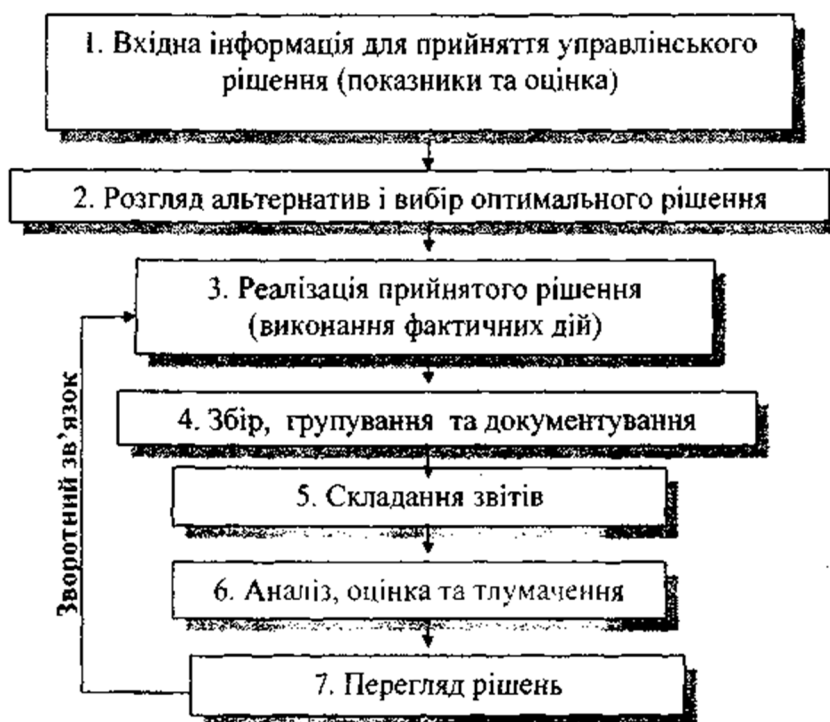 1. Вхідна інформація для прийняття управлінського
рішення (показники та оцінка)
2. Розгляд альтернатив і вибір оптимального рішення
3. Реалізація прийнятого рішення
(виконання фактичних дій)
4. Збір, групування та документування
5. Складання звітів
6. Аналіз, оцінка та тлумачення
7. Перегляд рішень
Зворотний зв’язок